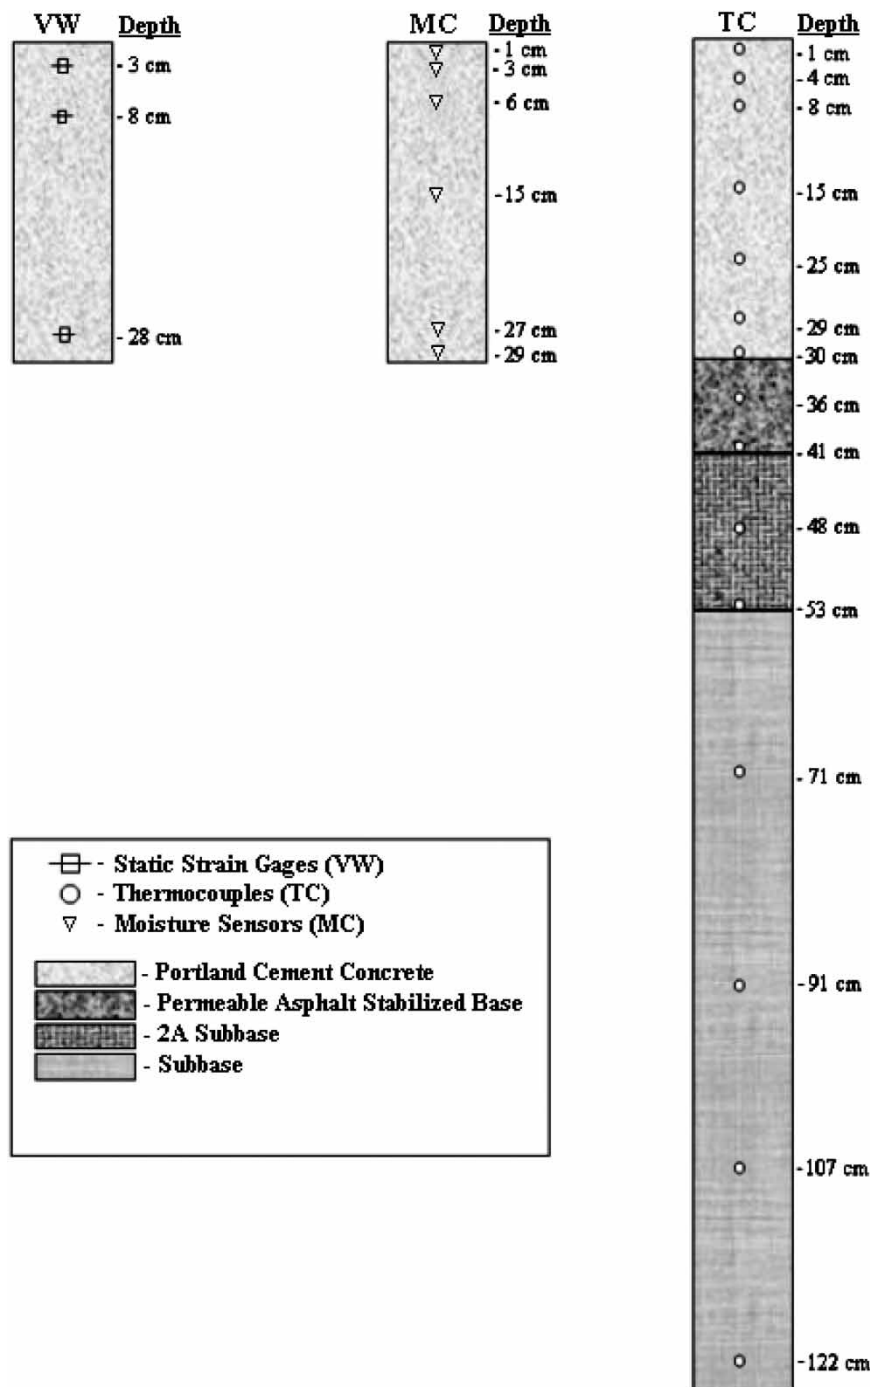 VW Depth
- 3 cm
- 8 cm
- 28 cm
MC Depth
- 1 cm
- 3 cm
- 6 cm
- 15 cm
- 27 cm
- 29 cm
TC Depth
- 1 cm
- 4 cm
- 8 cm
- 15 cm
- 25 cm
- 29 cm
- 30 cm
- 36 cm
- 41 cm
- 48 cm
- 53 cm
- 71 cm
- 91 cm
- 107 cm
- 122 cm
- Static Strain Gages (VW)
- Thermocouples (TC)
- Moisture Sensors (MC)
- Portland Cement Concrete
- Permeable Asphalt Stabilized Base
- 2A Subbase
- Subbase